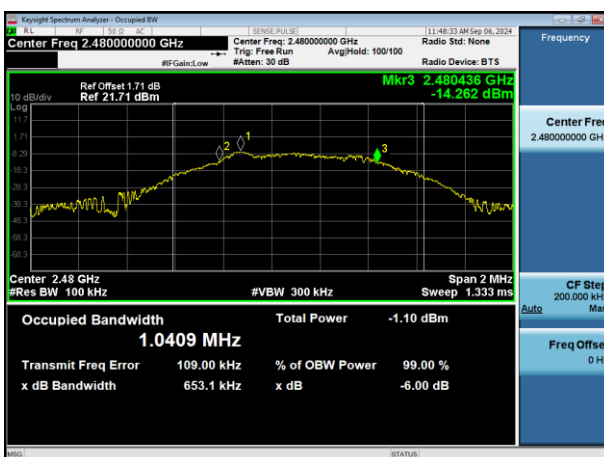 Keysight Spectrum Analyzer - Occupied BW
RL RF 50 Ω AC SENSE:PULSE 11:48:33 AM Sep 06, 2024
Center Freq 2.480000000 GHz Center Freq: 2.480000000 GHz Radio Std: None Frequency
Trig: Free Run Avg|Hold: 100/100
#IFGain:Low #Atten: 30 dB Radio Device: BTS
Mkr3 2.480436 GHz
Ref Offset 1.71 dB
10 dB/div Ref 21.71 dBm -14.262 dBm
Log
11.7
1.71
-8.29
-18.3
-28.3
-38.3
-48.3
-58.3
-68.3
2 1 3
Center 2.48 GHz Span 2 MHz
#Res BW 100 kHz #VBW 300 kHz Sweep 1.333 ms
Occupied Bandwidth Total Power -1.10 dBm
1.0409 MHz
Transmit Freq Error 109.00 kHz % of OBW Power 99.00 %
x dB Bandwidth 653.1 kHz x dB -6.00 dB
Center Freq
2.480000000 GH
CF Step
200.000 kH
Auto Ma
Freq Offse
0 H
MSG STATUS